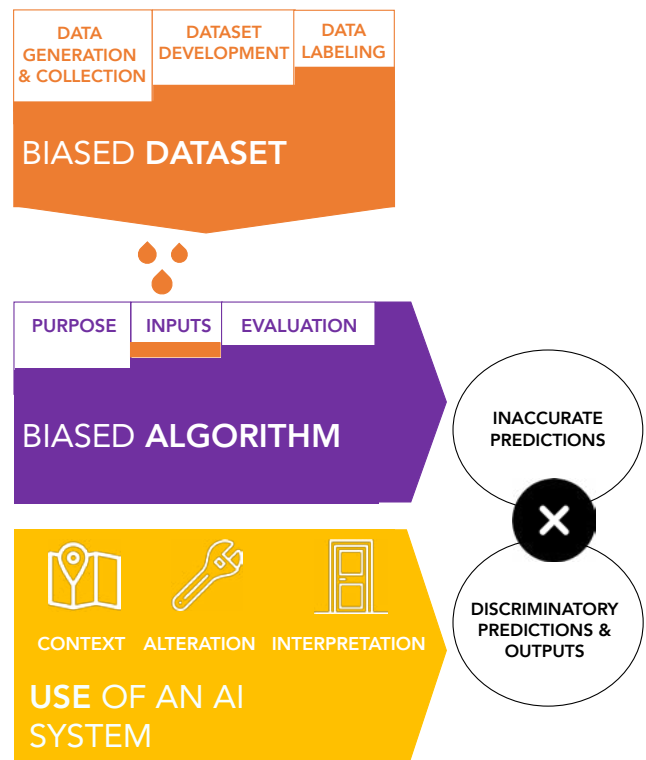 DATA
GENERATION
& COLLECTION
DATASET
DEVELOPMENT
DATA
LABELING
BIASED DATASET
PURPOSE
INPUTS
EVALUATION
BIASED ALGORITHM
INACCURATE
PREDICTIONS
DISCRIMINATORY
PREDICTIONS &
OUTPUTS
CONTEXT
ALTERATION
INTERPRETATION
USE OF AN AI
SYSTEM